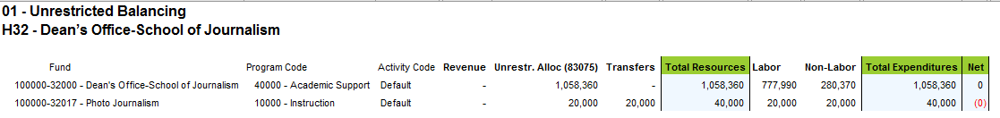 01 - Unrestricted Balancing
H32 - Dean's Office-School of Journalism
Fund Program Code Activity Code Revenue Unrestr. Alloc (83075) Transfers Total Resources Labor Non-Labor Total Expenditures Net
100000-32000 - Dean's Office-School of Journalism 40000 - Academic Support Default - 1,058,360 - 1,058,360 777,990 280,370 1,058,360 0
100000-32017 - Photo Journalism 10000 - Instruction Default - 20,000 20,000 40,000 20,000 20,000 40,000 (0)